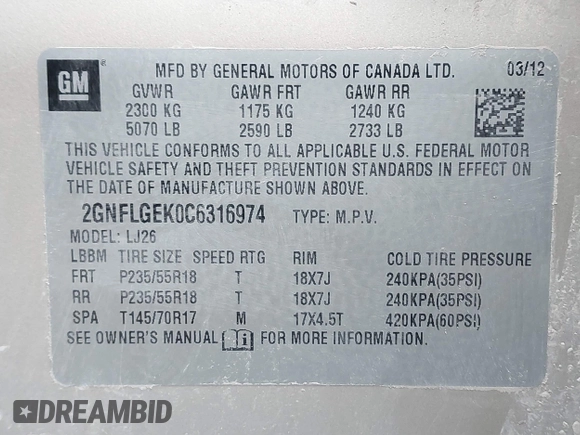 GM
MFD BY GENERAL MOTORS OF CANADA LTD. 03/12
GVWR GAWR FRT GAWR RR
2300 KG 1175 KG 1240 KG
5070 LB 2590 LB 2733 LB
THIS VEHICLE CONFORMS TO ALL APPLICABLE U.S. FEDERAL MOTOR
VEHICLE SAFETY AND THEFT PREVENTION STANDARDS IN EFFECT ON
THE DATE OF MANUFACTURE SHOWN ABOVE.
2GNFLGEK0C6316974 TYPE: M.P.V.
MODEL: LJ26
LBBM TIRE SIZE SPEED RTG RIM COLD TIRE PRESSURE
FRT P235/55R18 T 18X7J 240KPA(35PSI)
RR P235/55R18 T 18X7J 240KPA(35PSI)
SPA T145/70R17 M 17X4.5T 420KPA(60PSI)
SEE OWNER'S MANUAL FOR MORE INFORMATION.
DREAMBID